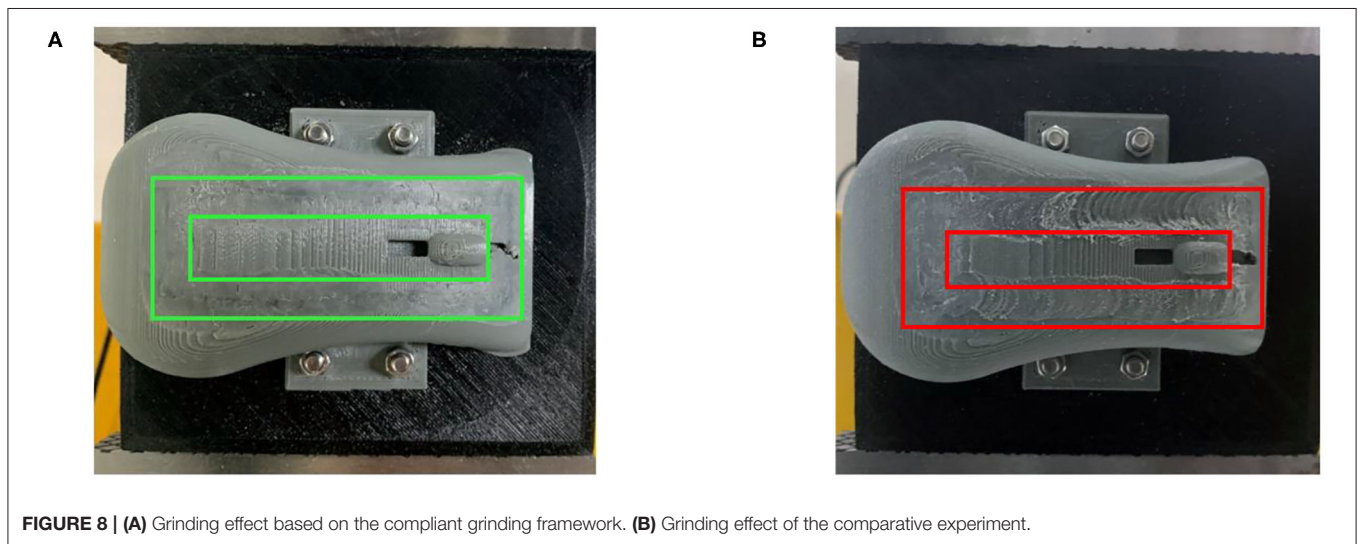 A
B
FIGURE 8 | (A) Grinding effect based on the compliant grinding framework. (B) Grinding effect of the comparative experiment.